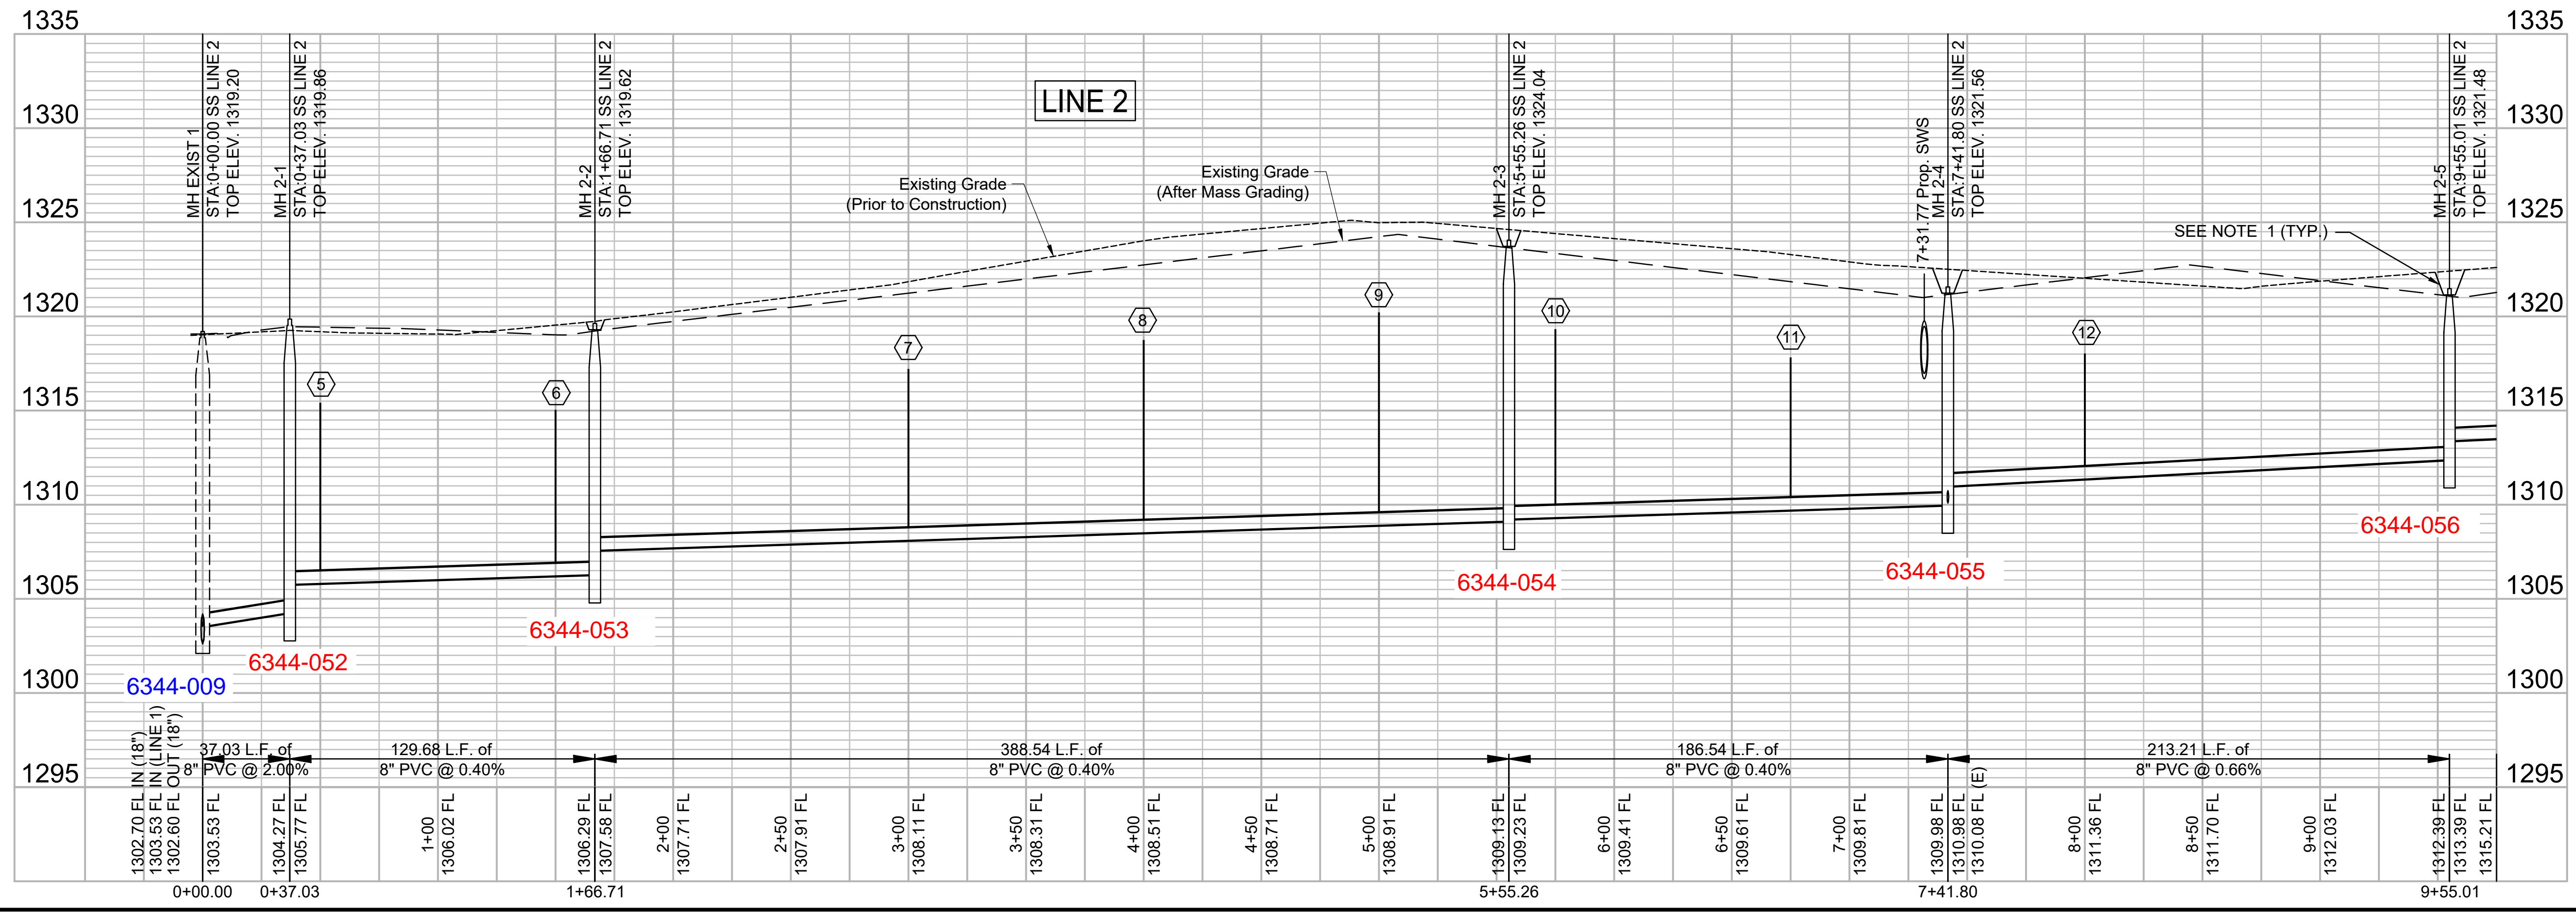 1335
1330
1325
1320
1315
1310
1305
1300
1295
1335
1330
1325
1320
1315
1310
1305
1300
1295
LINE 2
MH EXIST 1
STA:0+00.00 SS LINE 2
TOP ELEV. 1319.20
MH 2-1
STA:0+37.03 SS LINE 2
TOP ELEV. 1319.86
MH 2-2
STA:1+66.71 SS LINE 2
TOP ELEV. 1319.62
Existing Grade
(Prior to Construction)
Existing Grade
(After Mass Grading)
MH 2-3
STA:5+55.26 SS LINE 2
TOP ELEV. 1324.04
7+31.77 Prop. SWS
MH 2-4
STA:7+41.80 SS LINE 2
TOP ELEV. 1321.56
SEE NOTE 1 (TYP.)
MH 2-5
STA:9+55.01 SS LINE 2
TOP ELEV. 1321.48
5
6
7
8
9
10
11
12
6344-009
6344-052
6344-053
6344-054
6344-055
6344-056
37.03 L.F. of
8" PVC @ 2.00%
129.68 L.F. of
8" PVC @ 0.40%
388.54 L.F. of
8" PVC @ 0.40%
186.54 L.F. of
8" PVC @ 0.40%
213.21 L.F. of
8" PVC @ 0.66%
1302.70 FL IN (18")
1303.53 FL IN (LINE 1)
1302.60 FL OUT (18")
1303.53 FL
1304.27 FL
1305.77 FL
1+00
1306.02 FL
1306.29 FL
1307.58 FL
2+00
1307.71 FL
2+50
1307.91 FL
3+00
1308.11 FL
3+50
1308.31 FL
4+00
1308.51 FL
4+50
1308.71 FL
5+00
1308.91 FL
1309.13 FL
1309.23 FL
6+00
1309.41 FL
6+50
1309.61 FL
7+00
1309.81 FL
1309.98 FL
1310.98 FL
1310.08 FL (E)
8+00
1311.36 FL
8+50
1311.70 FL
9+00
1312.03 FL
1312.39 FL
1313.39 FL
1315.21 FL
0+00.00
0+37.03
1+66.71
5+55.26
7+41.80
9+55.01